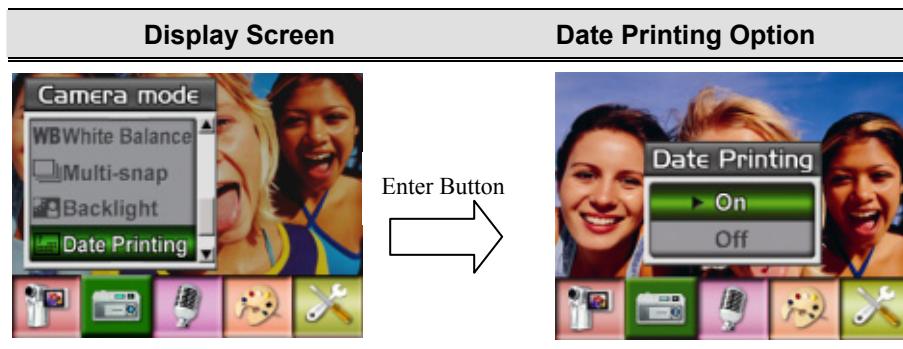 Display Screen Date Printing Option
Camera mode
WB White Balance
Multi-snap
Backlight
Date Printing
Enter Button
Date Printing
On
Off